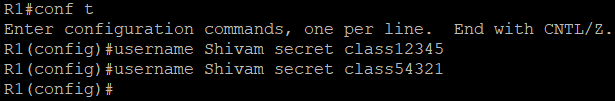 R1#conf t
Enter configuration commands, one per line.  End with CNTL/Z.
R1(config)#username Shivam secret class12345
R1(config)#username Shivam secret class54321
R1(config)#